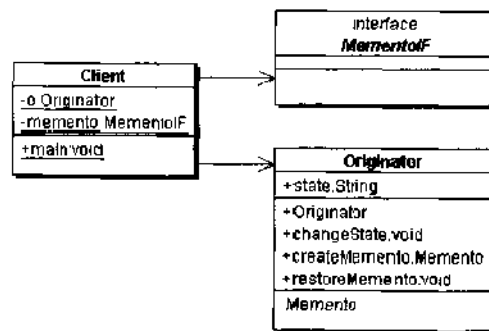 interface
MementoIF
Client
-o:Originator
-memento:MementoIF
+main:void
Originator
+state:String
+Originator
+changeState:void
+createMemento:Memento
+restoreMemento:void
Memento